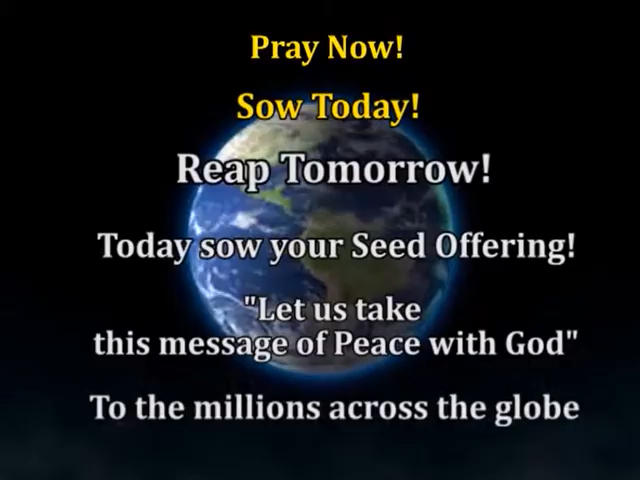 Pray Now!
Sow Today!
Reap Tomorrow!
Today sow your Seed Offering!
"Let us take
this message of Peace with God"
To the millions across the globe